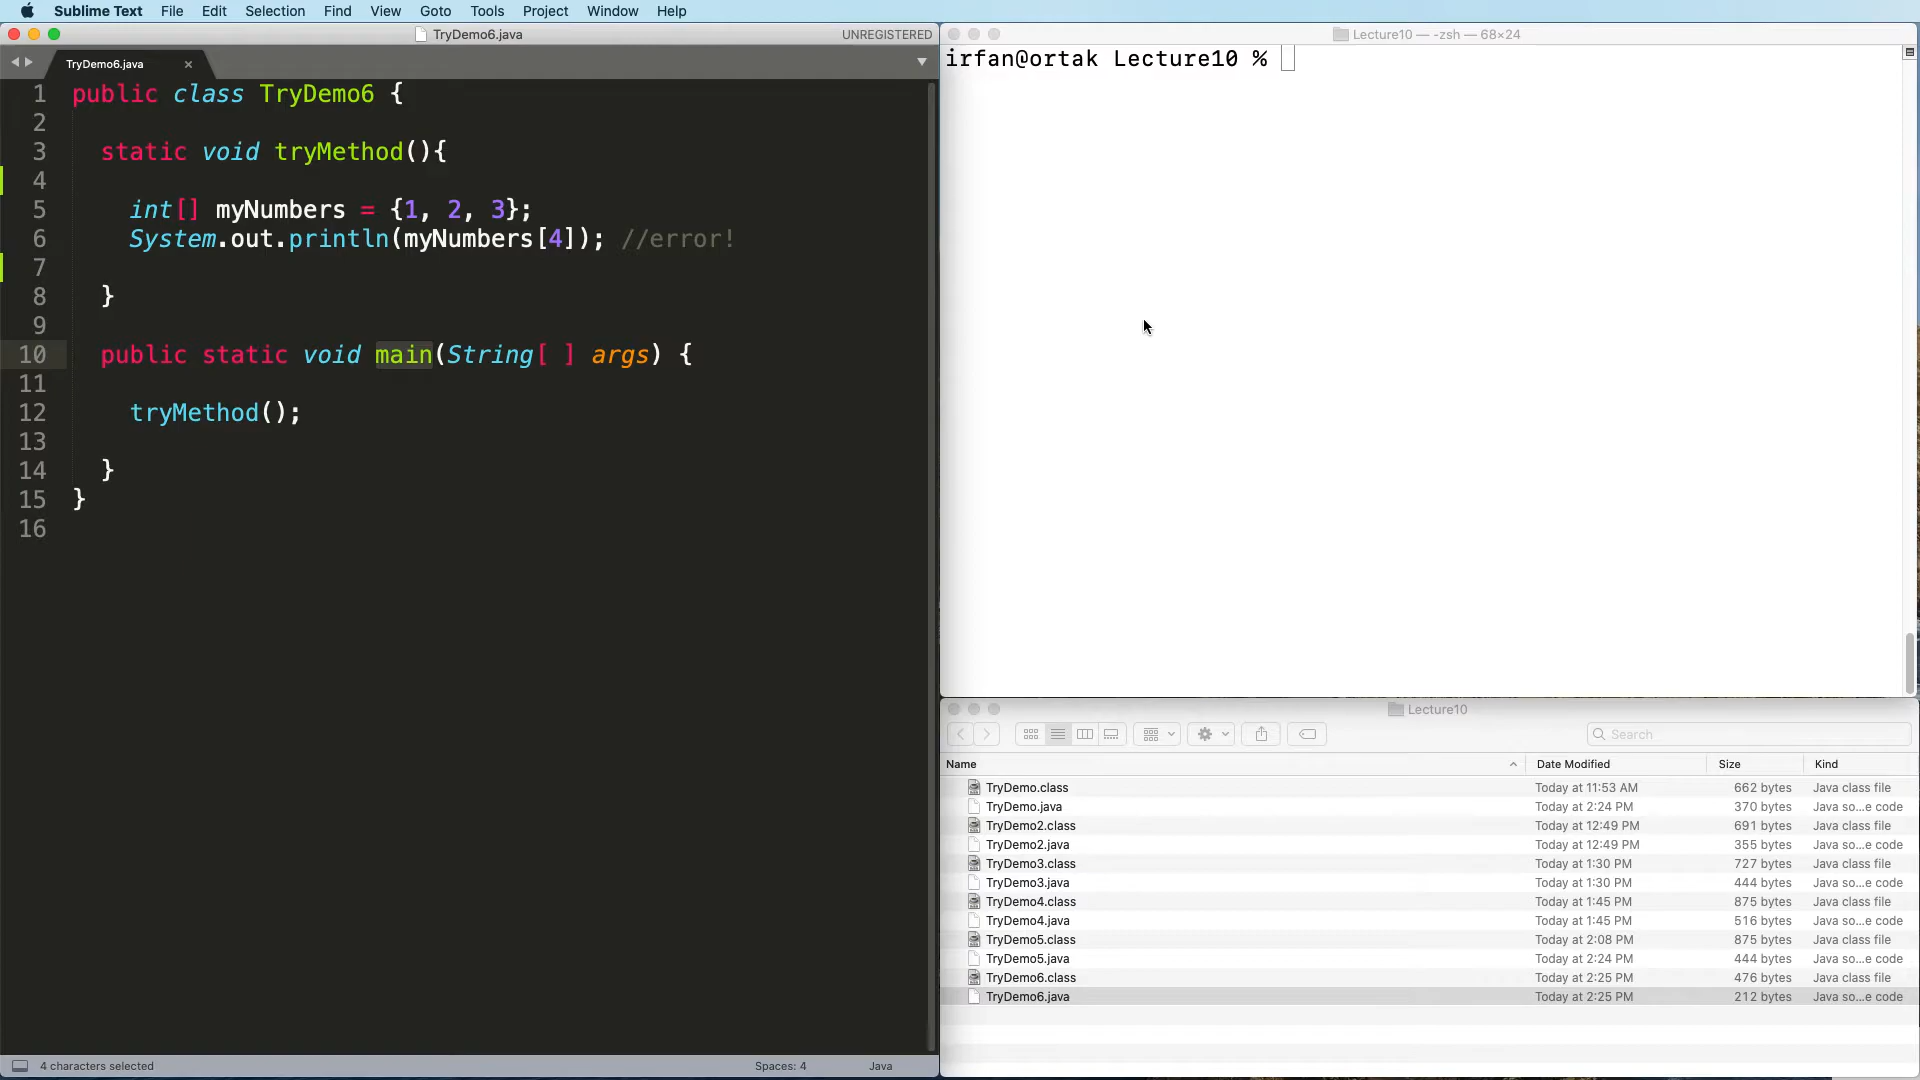 Sublime Text File Edit Selection Find View Goto Tools Project Window Help
TryDemo6.java UNREGISTERED
TryDemo6.java ×
1 public class TryDemo6 {
2
3 static void tryMethod(){
4
5 int[] myNumbers = {1, 2, 3};
6 System.out.println(myNumbers[4]); //error!
7
8 }
9
10 public static void main(String[ ] args) {
11
12 tryMethod();
13
14 }
15 }
16
4 characters selected Spaces: 4 Java
Lecture10 — -zsh — 68×24
irfan@ortak Lecture10 %
Lecture10
Search
Name Date Modified Size Kind
TryDemo.class Today at 11:53 AM 662 bytes Java class file
TryDemo.java Today at 2:24 PM 370 bytes Java so...e code
TryDemo2.class Today at 12:49 PM 691 bytes Java class file
TryDemo2.java Today at 12:49 PM 355 bytes Java so...e code
TryDemo3.class Today at 1:30 PM 727 bytes Java class file
TryDemo3.java Today at 1:30 PM 444 bytes Java so...e code
TryDemo4.class Today at 1:45 PM 875 bytes Java class file
TryDemo4.java Today at 1:45 PM 516 bytes Java so...e code
TryDemo5.class Today at 2:08 PM 875 bytes Java class file
TryDemo5.java Today at 2:24 PM 444 bytes Java so...e code
TryDemo6.class Today at 2:25 PM 476 bytes Java class file
TryDemo6.java Today at 2:25 PM 212 bytes Java so...e code